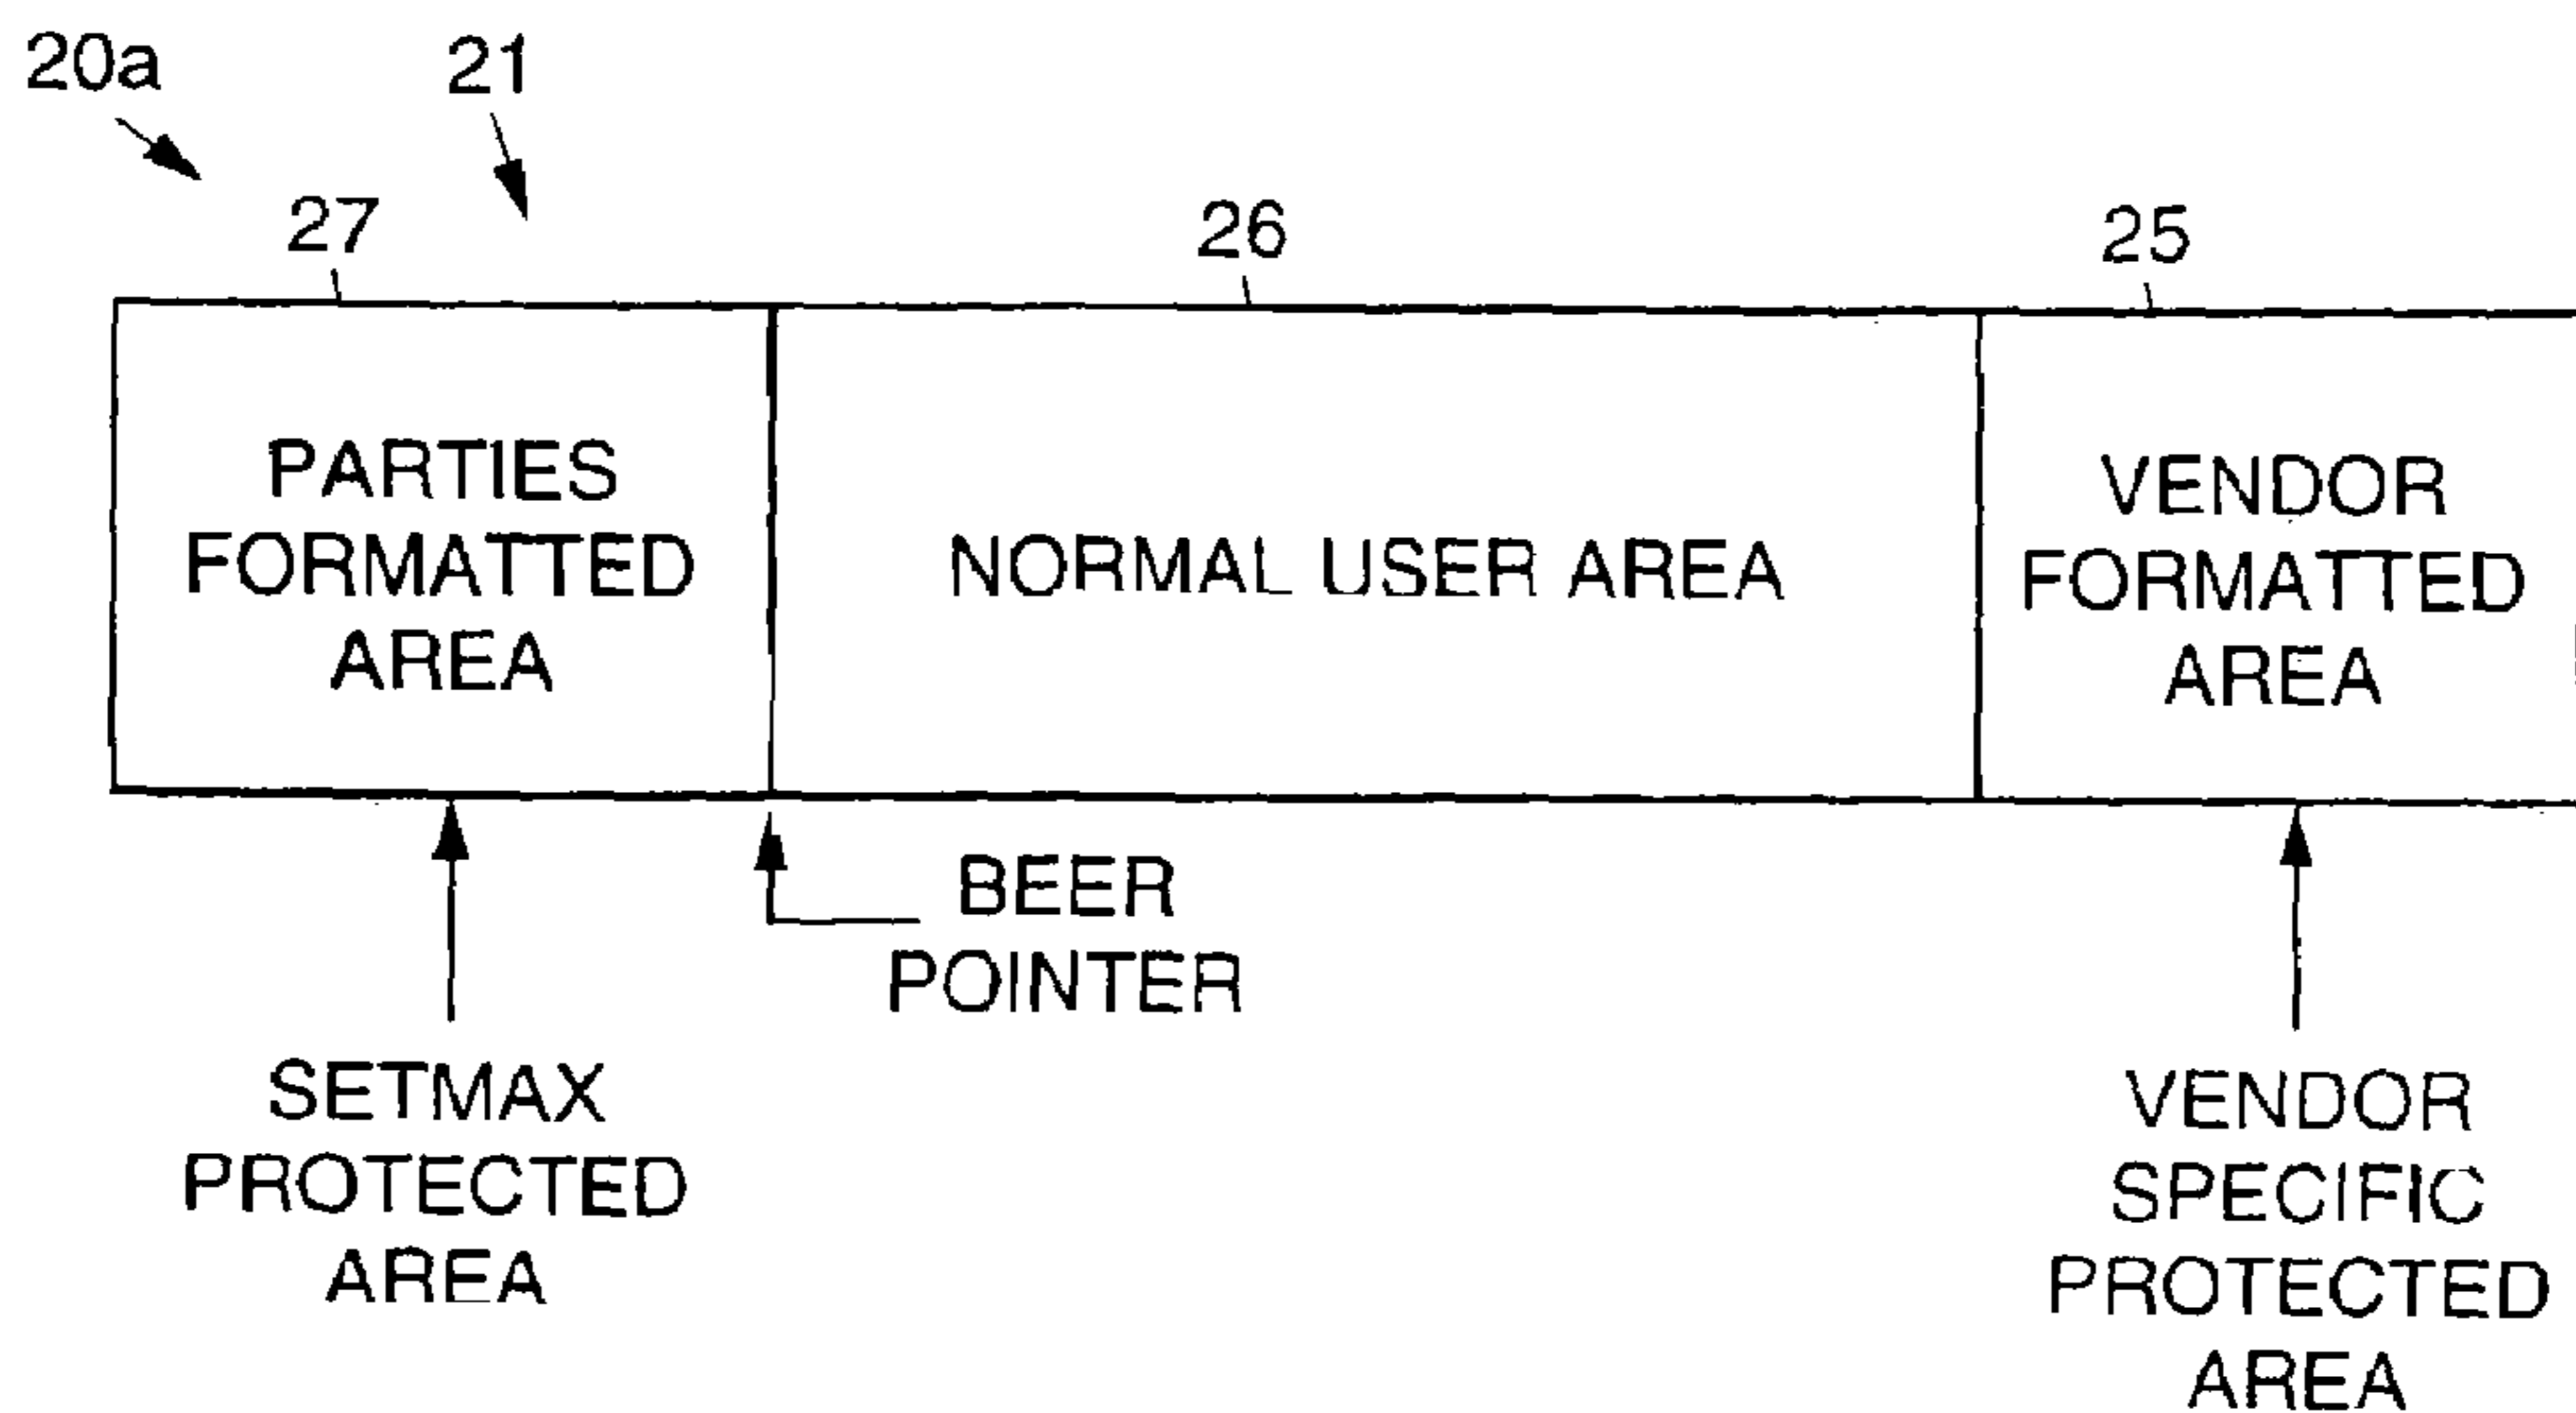 20a
21
27
26
25
PARTIES
FORMATTED
AREA
NORMAL USER AREA
VENDOR
FORMATTED
AREA
BEER
POINTER
SETMAX
PROTECTED
AREA
VENDOR
SPECIFIC
PROTECTED
AREA